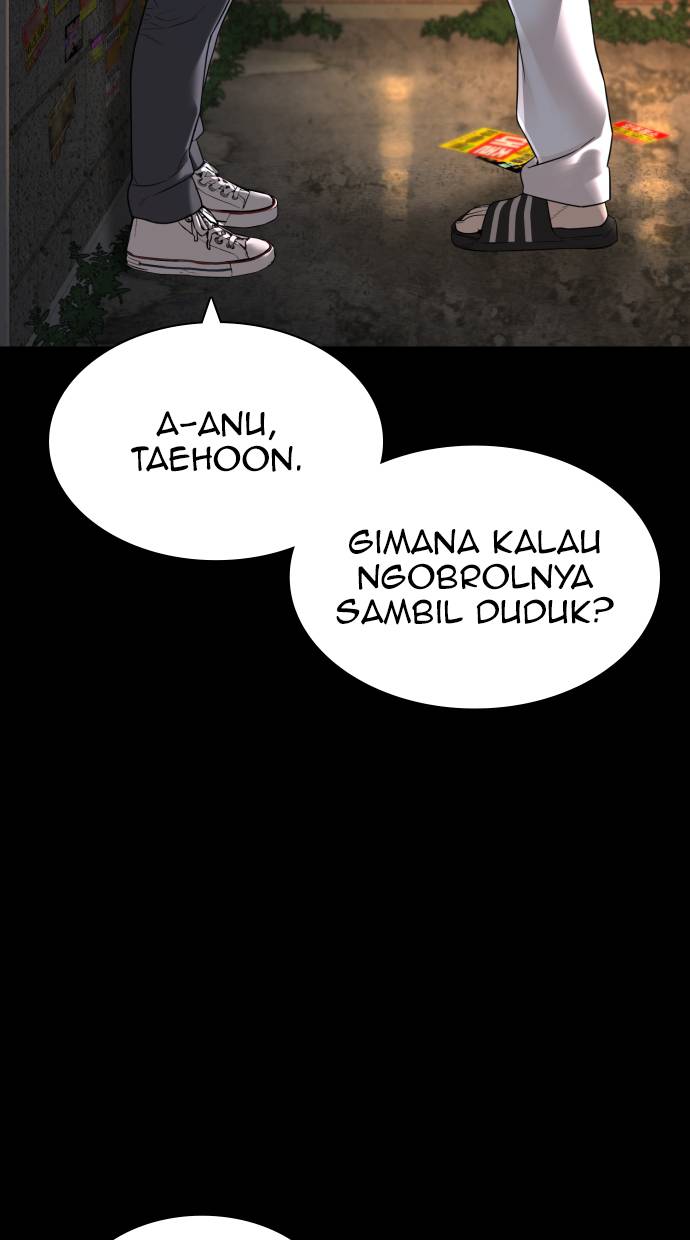 A-ANU,
TAEHOON.
GIMANA KALAU
NGOBROLNYA
SAMBIL DUDUK?